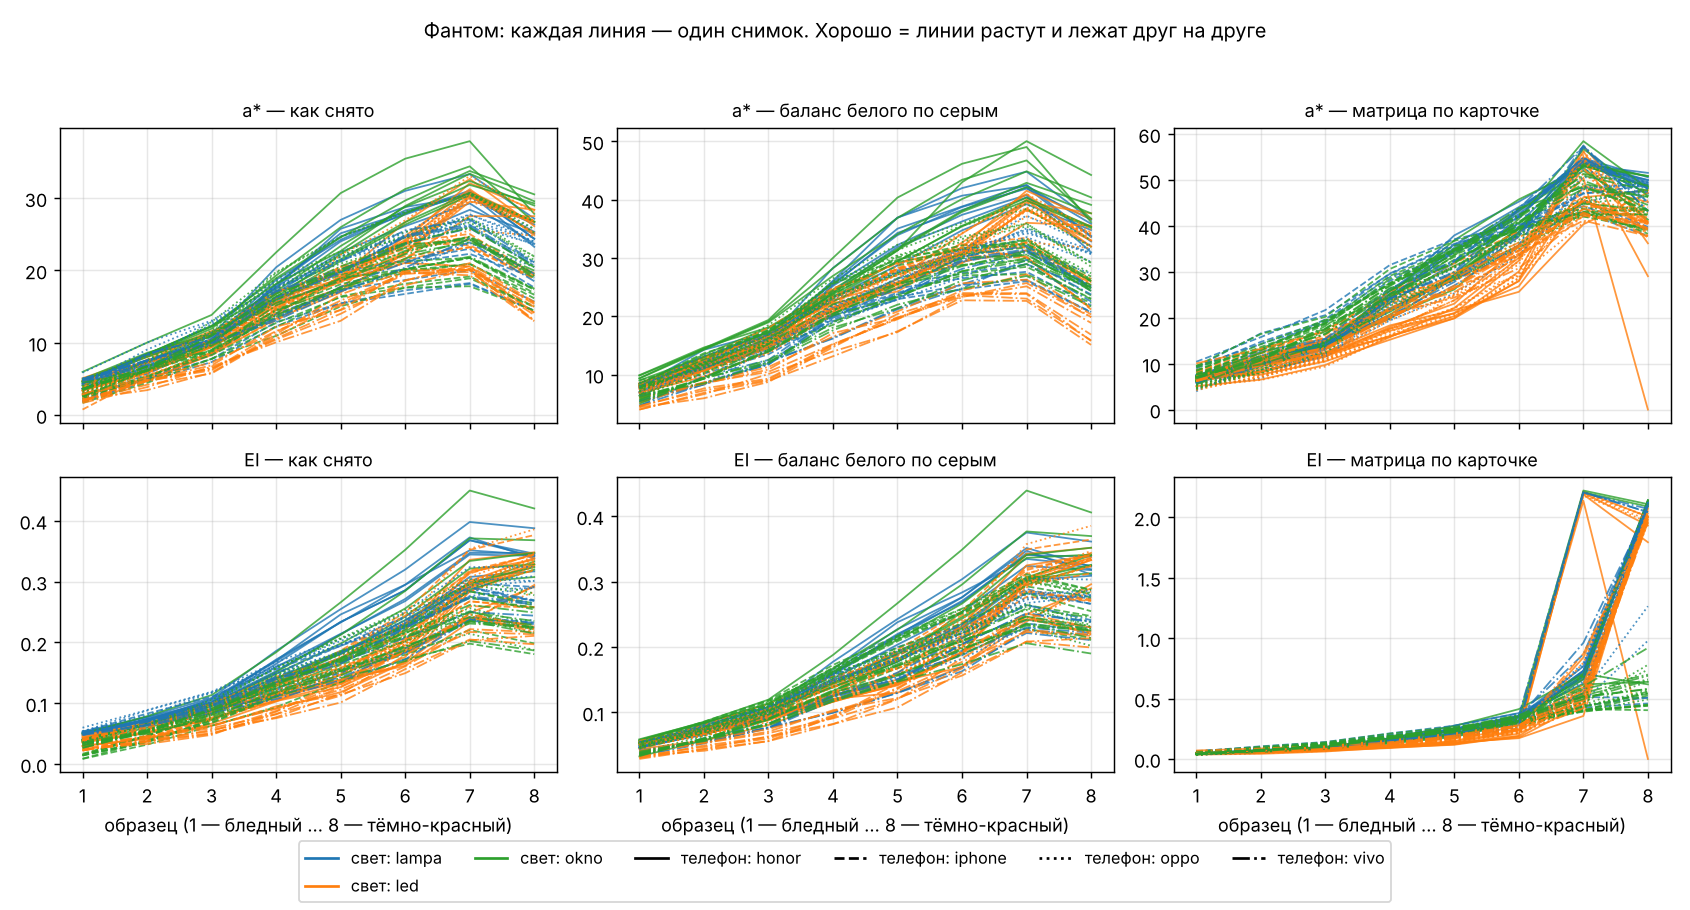 Фантом: каждая линия — один снимок. Хорошо = линии растут и лежат друг на друге
a* — как снято
a* — баланс белого по серым
a* — матрица по карточке
30
20
10
0
50
40
30
20
10
60
50
40
30
20
10
0
EI — как снято
EI — баланс белого по серым
EI — матрица по карточке
0.4
0.3
0.2
0.1
0.0
0.4
0.3
0.2
0.1
2.0
1.5
1.0
0.5
0.0
1 2 3 4 5 6 7 8
1 2 3 4 5 6 7 8
1 2 3 4 5 6 7 8
образец (1 — бледный ... 8 — тёмно-красный)
образец (1 — бледный ... 8 — тёмно-красный)
образец (1 — бледный ... 8 — тёмно-красный)
свет: lampa
свет: okno
телефон: honor
телефон: iphone
телефон: oppo
телефон: vivo
свет: led